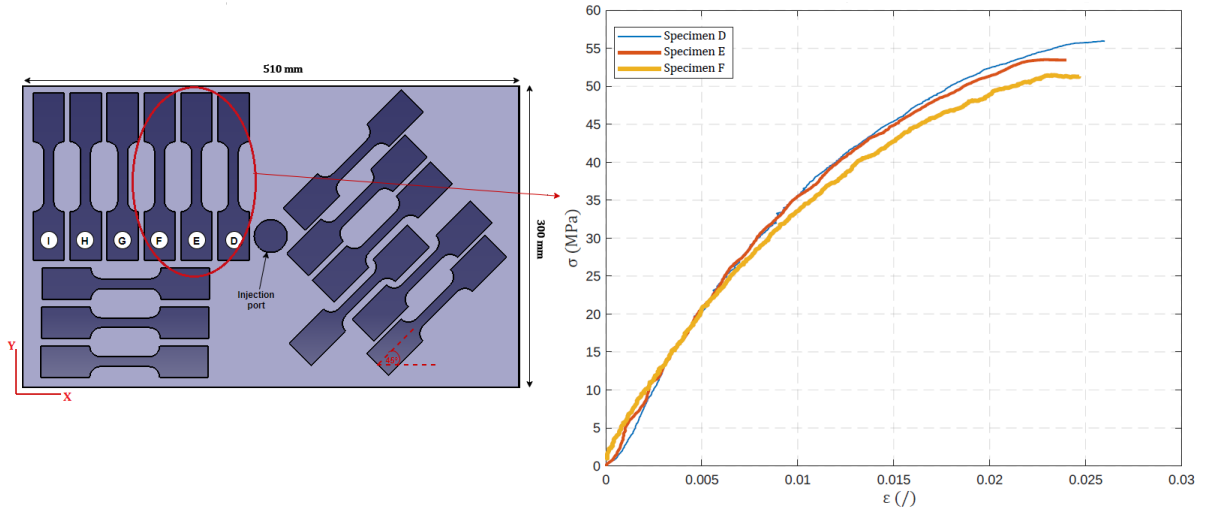 510 mm
300 mm
I
H
G
F
E
D
Injection
port
45°
Y
X
60
55
50
45
40
35
30
25
20
15
10
5
0
σ (MPa)
Specimen D
Specimen E
Specimen F
0
0.005
0.01
0.015
0.02
0.025
0.03
ε (/)